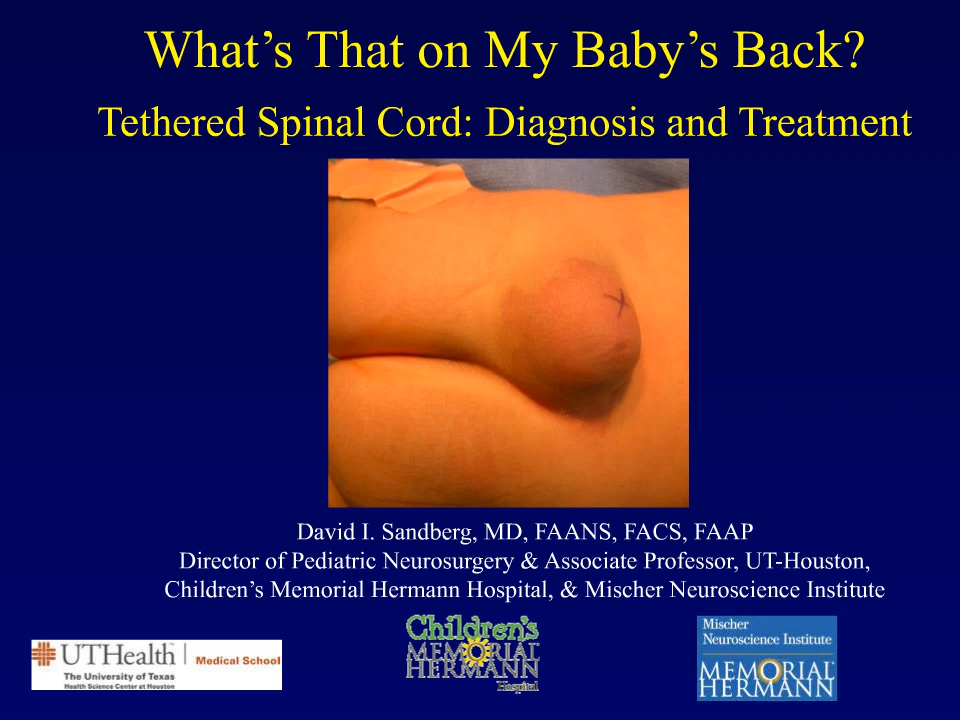 What’s That on My Baby’s Back?
Tethered Spinal Cord: Diagnosis and Treatment
David I. Sandberg, MD, FAANS, FACS, FAAP
Director of Pediatric Neurosurgery & Associate Professor, UT-Houston,
Children’s Memorial Hermann Hospital, & Mischer Neuroscience Institute
UTHealth | Medical School
The University of Texas
Health Science Center at Houston
Children's
MEMORIAL
HERMANN
Hospital
Mischer
Neuroscience Institute
MEMORIAL
HERMANN